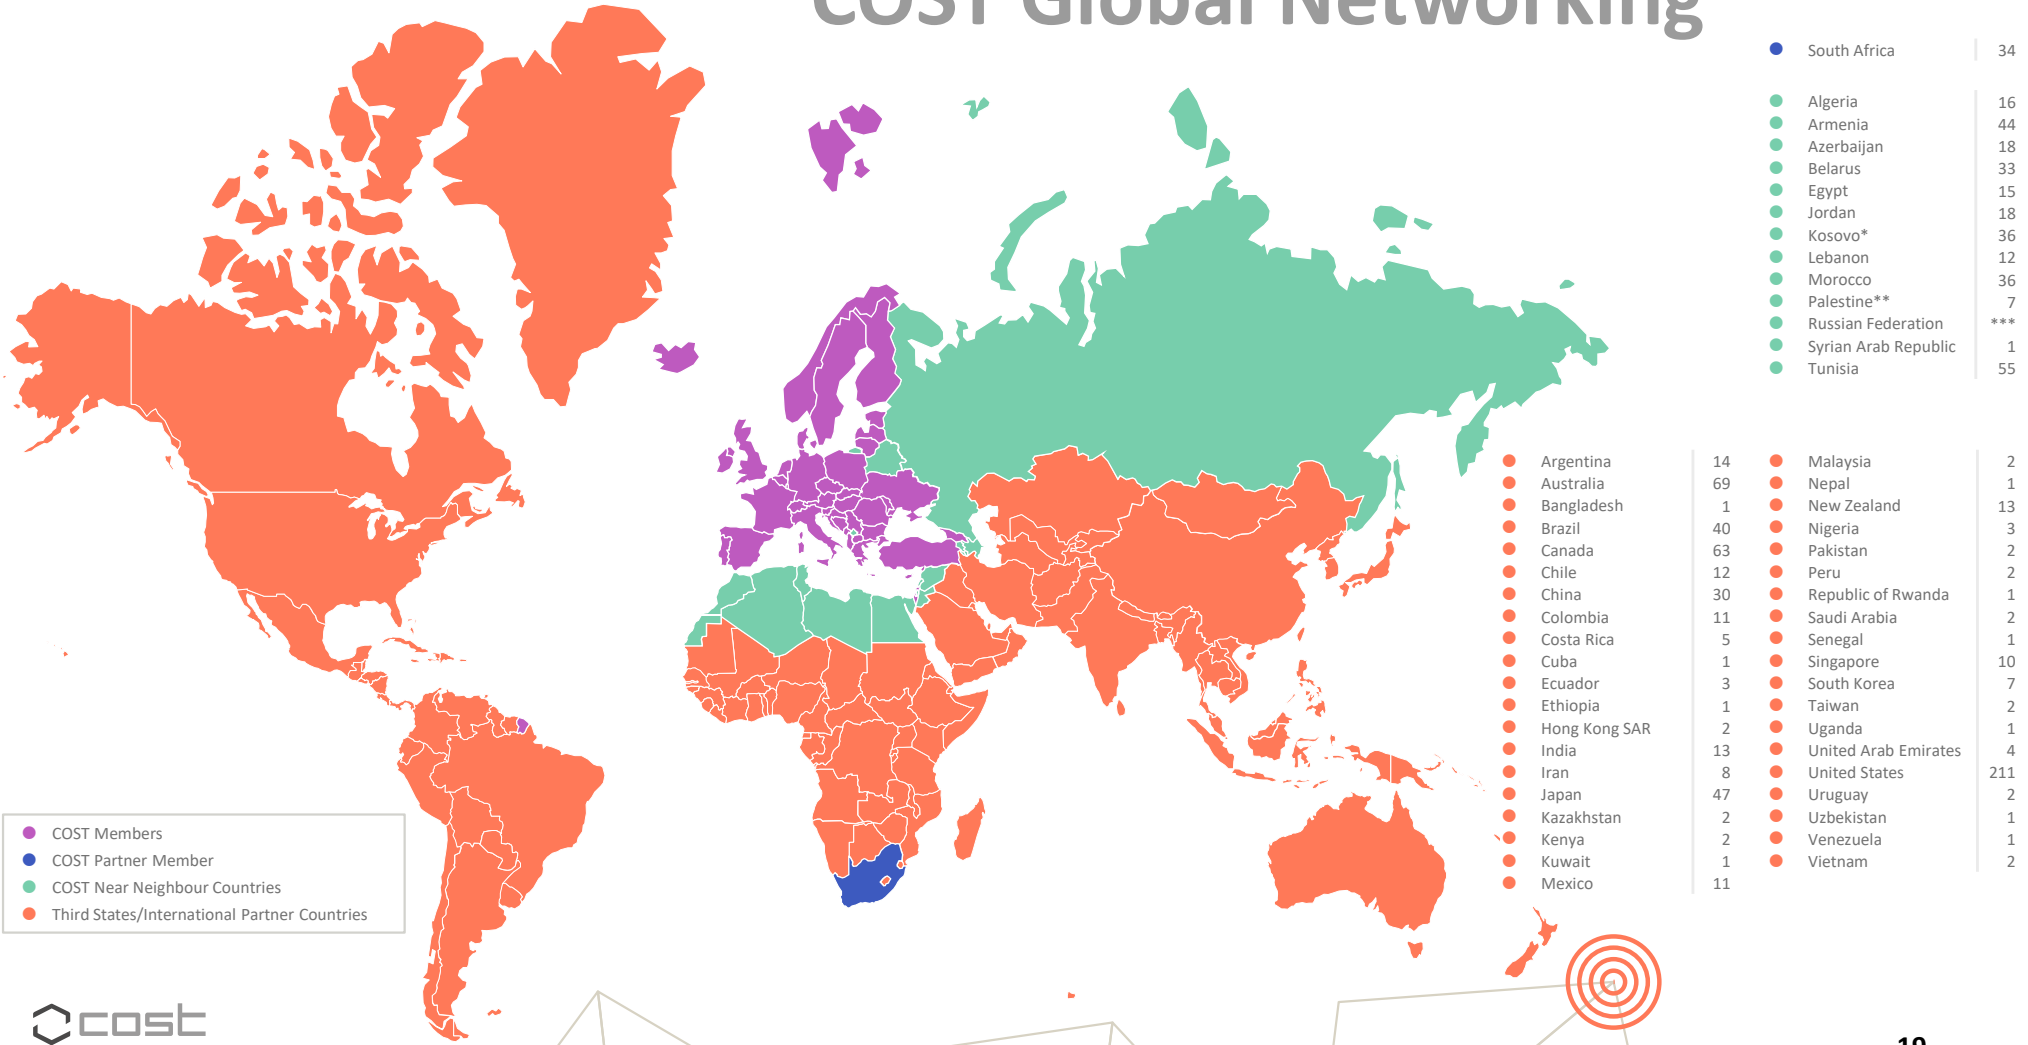 COST Global Networking
South Africa 34
Algeria 16
Armenia 44
Azerbaijan 18
Belarus 33
Egypt 15
Jordan 18
Kosovo* 36
Lebanon 12
Morocco 36
Palestine** 7
Russian Federation ***
Syrian Arab Republic 1
Tunisia 55
Argentina 14
Australia 69
Bangladesh 1
Brazil 40
Canada 63
Chile 12
China 30
Colombia 11
Costa Rica 5
Cuba 1
Ecuador 3
Ethiopia 1
Hong Kong SAR 2
India 13
Iran 8
Japan 47
Kazakhstan 2
Kenya 2
Kuwait 1
Mexico 11
Malaysia 2
Nepal 1
New Zealand 13
Nigeria 3
Pakistan 2
Peru 2
Republic of Rwanda 1
Saudi Arabia 2
Senegal 1
Singapore 10
South Korea 7
Taiwan 2
Uganda 1
United Arab Emirates 4
United States 211
Uruguay 2
Uzbekistan 1
Venezuela 1
Vietnam 2
COST Members
COST Partner Member
COST Near Neighbour Countries
Third States/International Partner Countries
cost